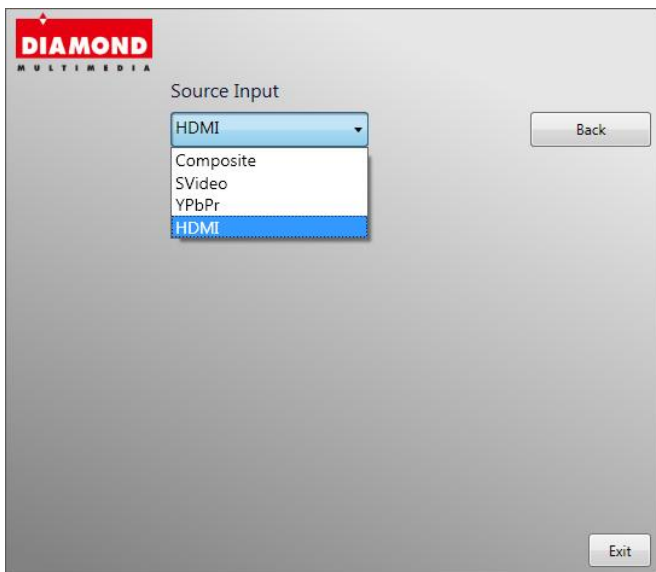 DIAMOND
MULTIMEDIA
Source Input
HDMI
Back
Composite
SVideo
YPbPr
HDMI
Exit